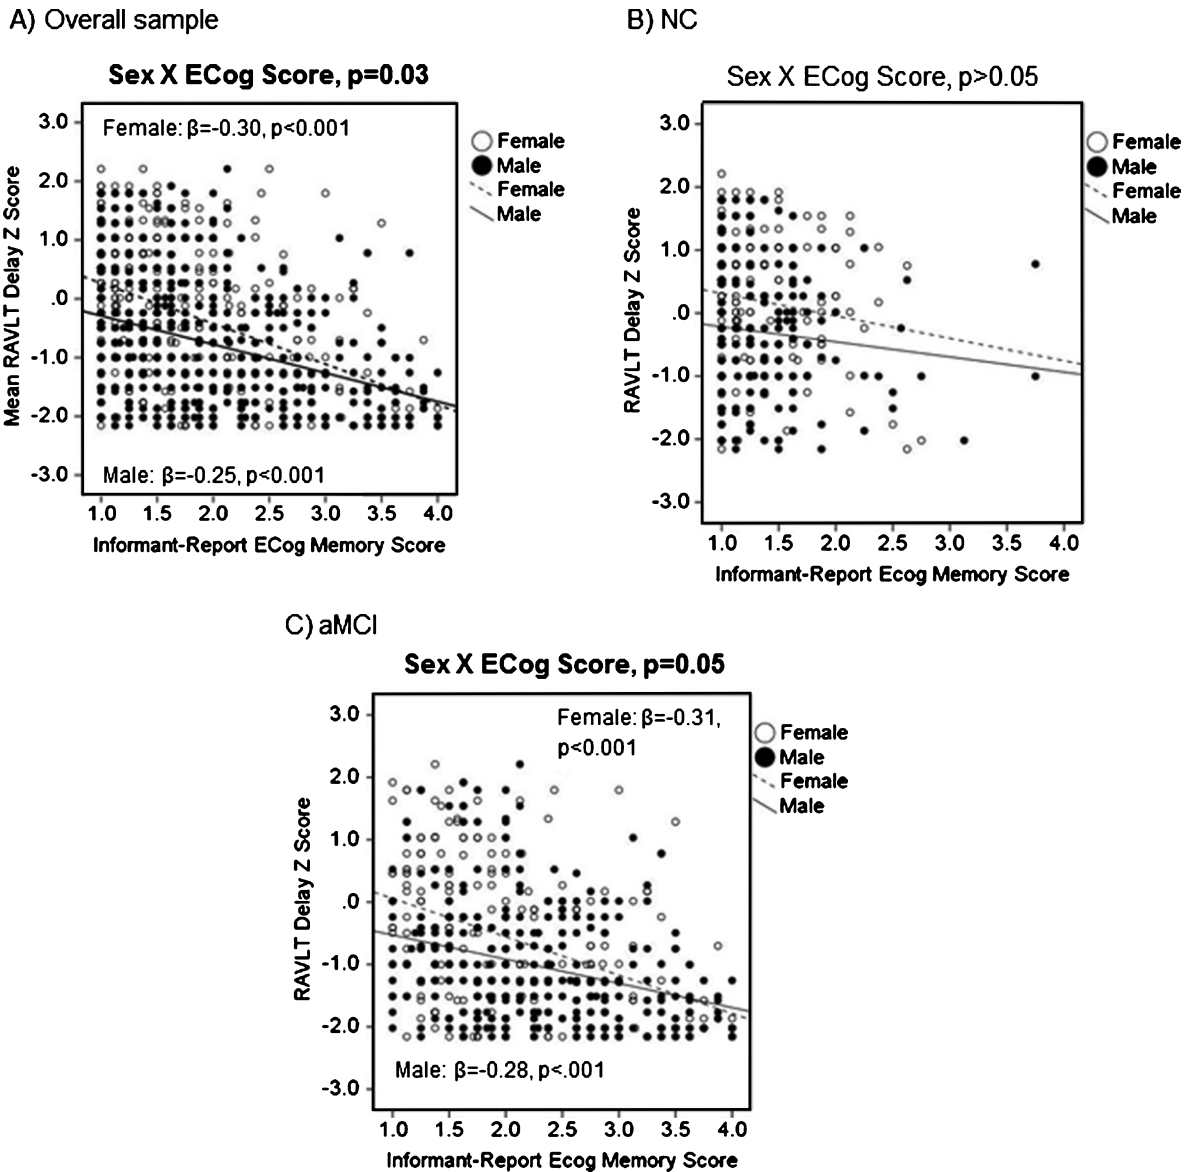 A) Overall sample
Sex X ECog Score, p=0.03
Female: β=-0.30, p<0.001
Male: β=-0.25, p<0.001
Mean RAVLT Delay Z Score
3.0
2.0
1.0
.0
-1.0
-2.0
-3.0
1.0 1.5 2.0 2.5 3.0 3.5 4.0
Informant-Report ECog Memory Score
Female
Male
Female
Male
B) NC
Sex X ECog Score, p>0.05
RAVLT Delay Z Score
3.0
2.0
1.0
.0
-1.0
-2.0
-3.0
1.0 1.5 2.0 2.5 3.0 3.5 4.0
Informant-Report Ecog Memory Score
Female
Male
Female
Male
C) aMCI
Sex X ECog Score, p=0.05
Female: β=-0.31,
p<0.001
Male: β=-0.28, p<.001
RAVLT Delay Z Score
3.0
2.0
1.0
.0
-1.0
-2.0
-3.0
1.0 1.5 2.0 2.5 3.0 3.5 4.0
Informant-Report Ecog Memory Score
Female
Male
Female
Male